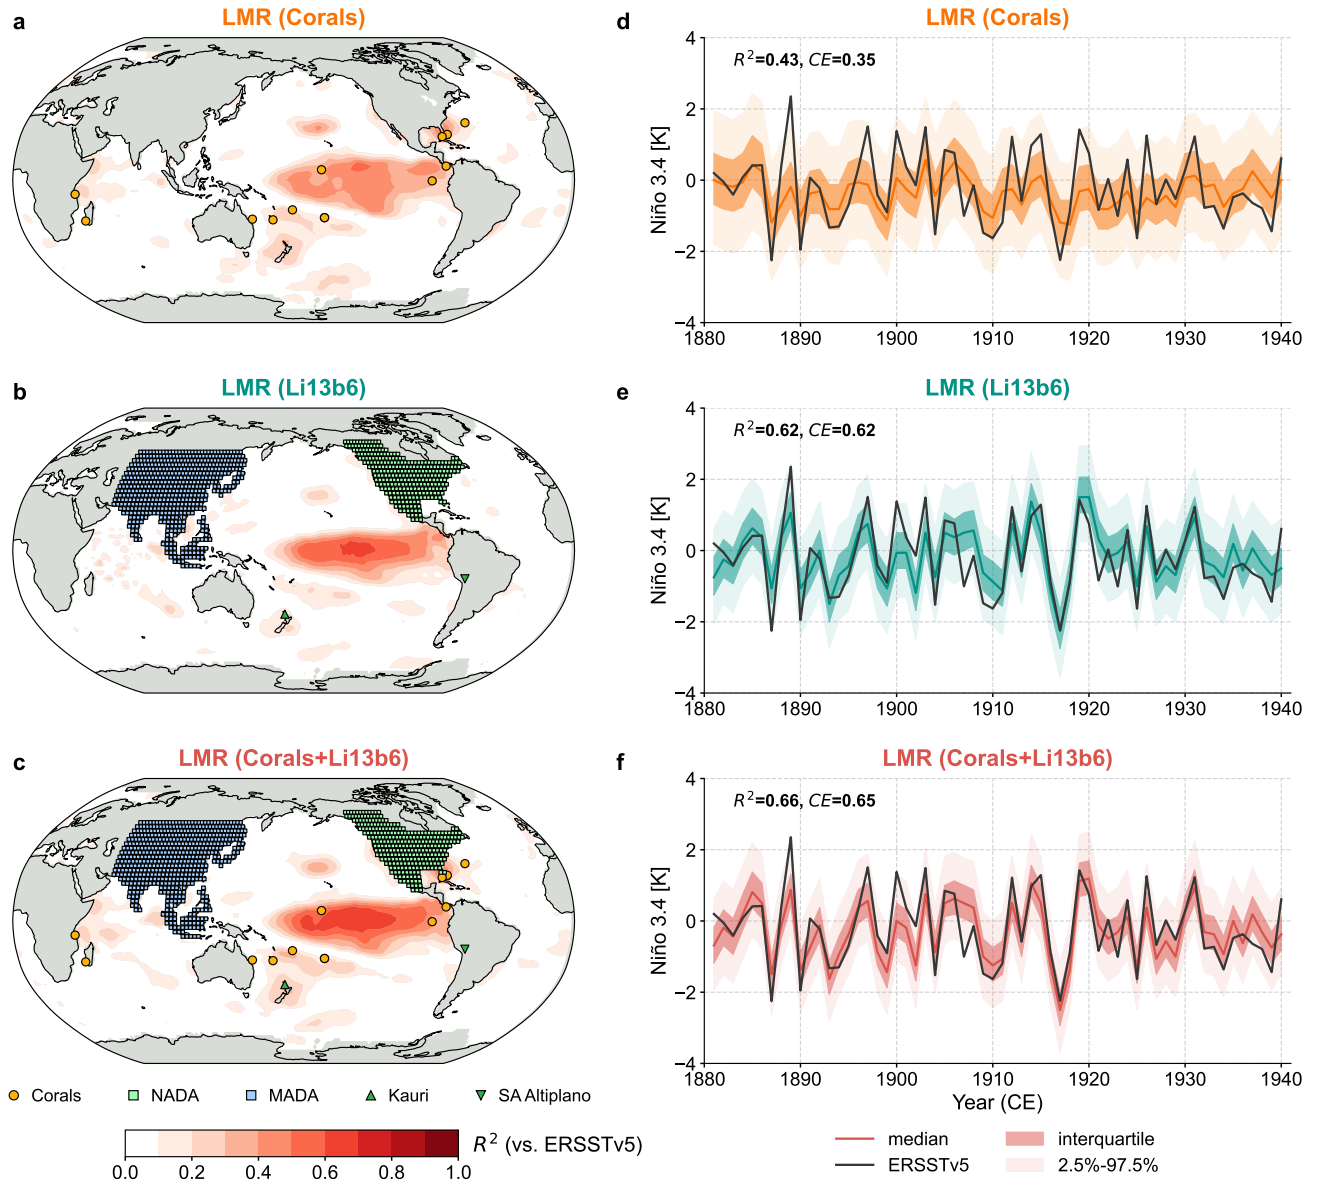 a
LMR (Corals)
b
LMR (Li13b6)
c
LMR (Corals+Li13b6)
Corals
NADA
MADA
Kauri
SA Altiplano
0.0 0.2 0.4 0.6 0.8 1.0
R² (vs. ERSSTv5)
d
LMR (Corals)
R²=0.43, CE=0.35
Niño 3.4 [K]
4
2
0
−2
−4
1880 1890 1900 1910 1920 1930 1940
e
LMR (Li13b6)
R²=0.62, CE=0.62
Niño 3.4 [K]
4
2
0
−2
−4
1880 1890 1900 1910 1920 1930 1940
f
LMR (Corals+Li13b6)
R²=0.66, CE=0.65
Niño 3.4 [K]
4
2
0
−2
−4
1880 1890 1900 1910 1920 1930 1940
Year (CE)
median
interquartile
ERSSTv5
2.5%-97.5%